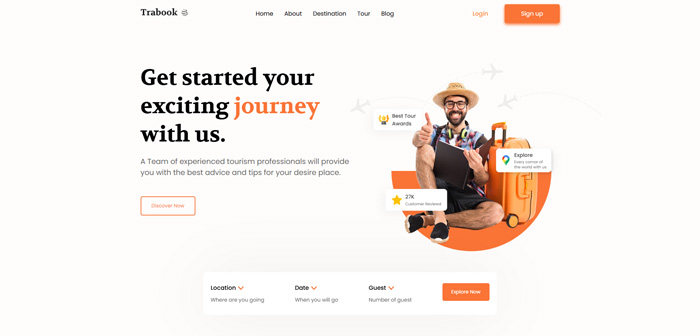 Trabook
Home About Destination Tour Blog
Login Sign up
Get started your
exciting journey
with us.
A Team of experienced tourism professionals will provide
you with the best advice and tips for your desire place.
Discover Now
Best Tour
Awards
Explore
Every corner of
the world with us
27K
Customer Reviews
Location Date Guest
Where are you going When you will go Number of guest
Explore Now